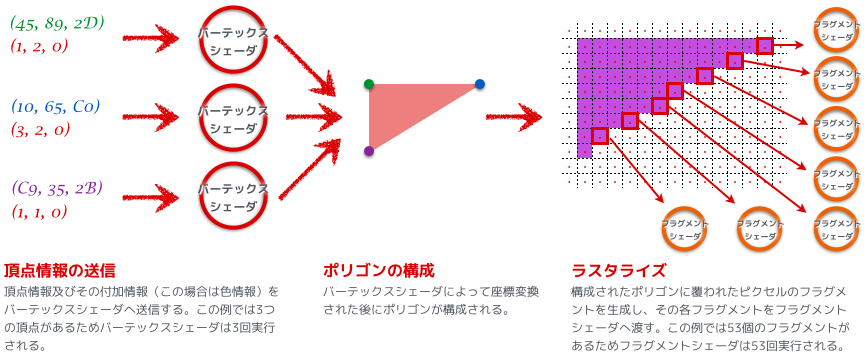 (45, 89, 2D)
(1, 2, 0)
バーテックス
シェーダ
(10, 65, C0)
(3, 2, 0)
バーテックス
シェーダ
(C9, 35, 2B)
(1, 1, 0)
バーテックス
シェーダ
フラグメント
シェーダ
フラグメント
シェーダ
フラグメント
シェーダ
フラグメント
シェーダ
フラグメント
シェーダ
フラグメント
シェーダ
フラグメント
シェーダ
頂点情報の送信
頂点情報及びその付加情報（この場合は色情報）を
バーテックスシェーダへ送信する。この例では3つ
の頂点があるためバーテックスシェーダは3回実行
される。
ポリゴンの構成
バーテックスシェーダによって座標変換
された後にポリゴンが構成される。
ラスタライズ
構成されたポリゴンに覆われたピクセルのフラグメ
ントを生成し、その各フラグメントをフラグメント
シェーダへ渡す。この例では53個のフラグメントが
あるためフラグメントシェーダは53回実行される。